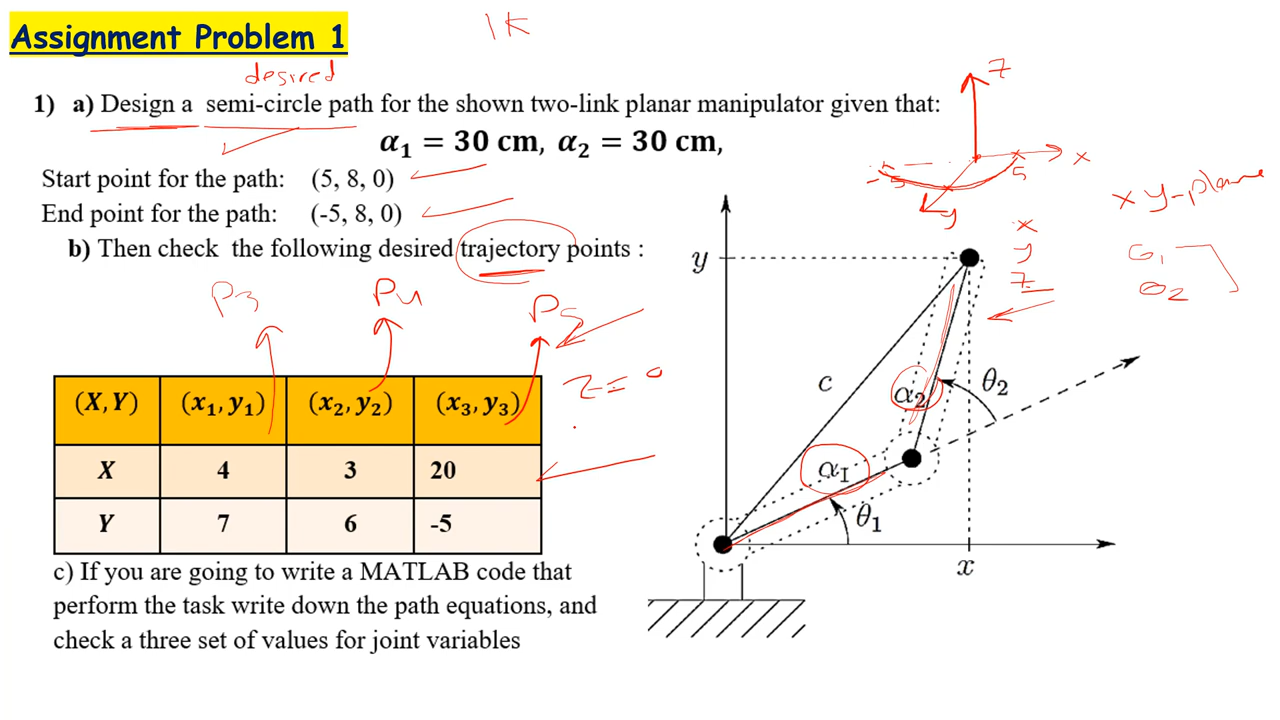 Assignment Problem 1
1K
desired
1) a) Design a semi-circle path for the shown two-link planar manipulator given that:
α₁ = 30 cm, α₂ = 30 cm,
Start point for the path: (5, 8, 0)
End point for the path: (-5, 8, 0)
b) Then check the following desired trajectory points :
P3 P4 P5
z = 0
(X, Y) (x₁, y₁) (x₂, y₂) (x₃, y₃)
X 4 3 20
Y 7 6 -5
c) If you are going to write a MATLAB code that
perform the task write down the path equations, and
check a three set of values for joint variables
z
x
-5 5
y
xy-plane
x
y
z
θ₁
θ₂
y
c
α₂
θ₂
α₁
θ₁
x